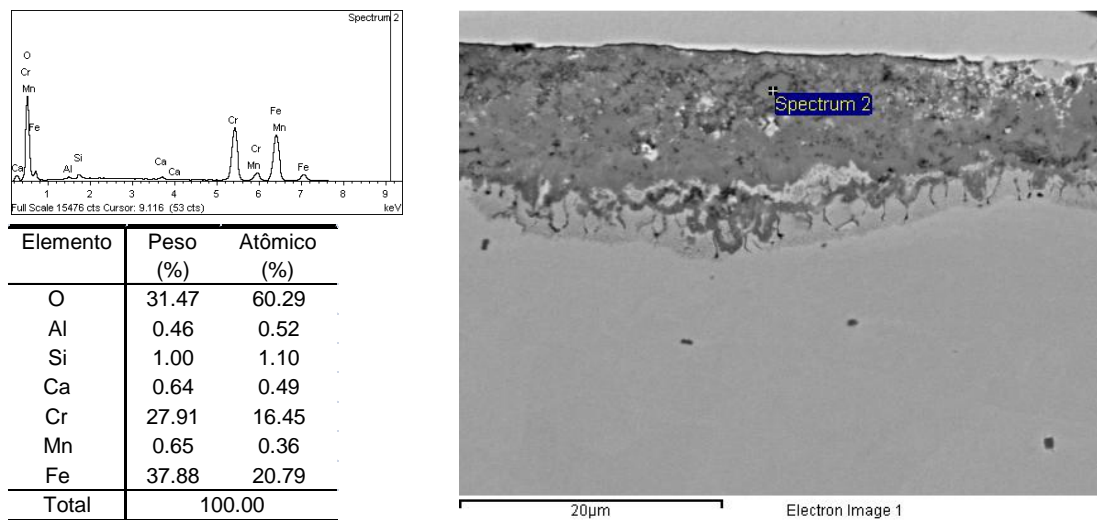 Spectrum 2
O
Cr
Mn
Fe
Ca
Al
Si
Ca
Ca
Cr
Cr
Mn
Fe
Mn
Fe
1 2 3 4 5 6 7 8 9
Full Scale 15476 cts Cursor: 9.116 (53 cts) keV
Elemento Peso Atômico
(%) (%)
O 31.47 60.29
Al 0.46 0.52
Si 1.00 1.10
Ca 0.64 0.49
Cr 27.91 16.45
Mn 0.65 0.36
Fe 37.88 20.79
Total 100.00
Spectrum 2
20µm Electron Image 1